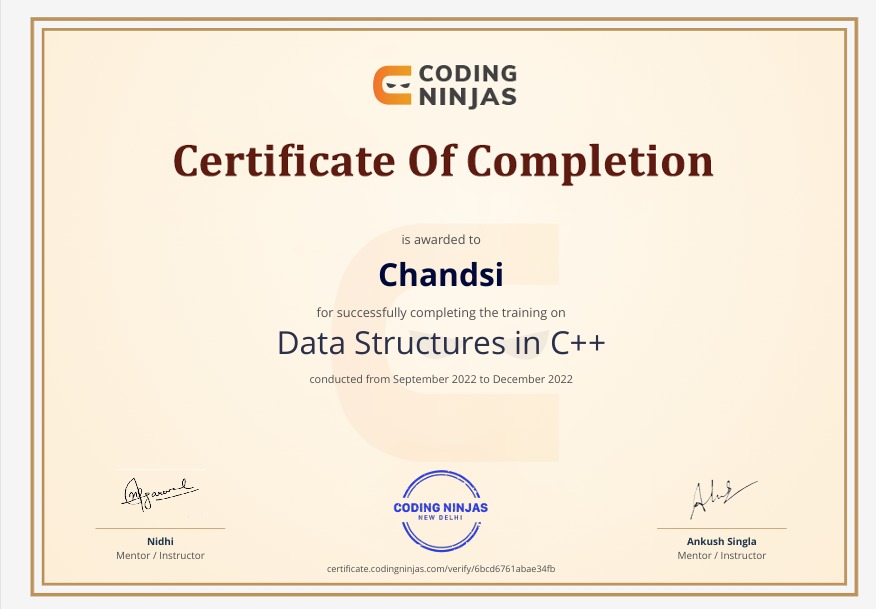 CODING
NINJAS
Certificate Of Completion
is awarded to
Chandsi
for successfully completing the training on
Data Structures in C++
conducted from September 2022 to December 2022
CODING NINJAS
NEW DELHI
Nidhi
Mentor / Instructor
Ankush Singla
Mentor / Instructor
certificate.codingninjas.com/verify/6bcd6761abae34fb